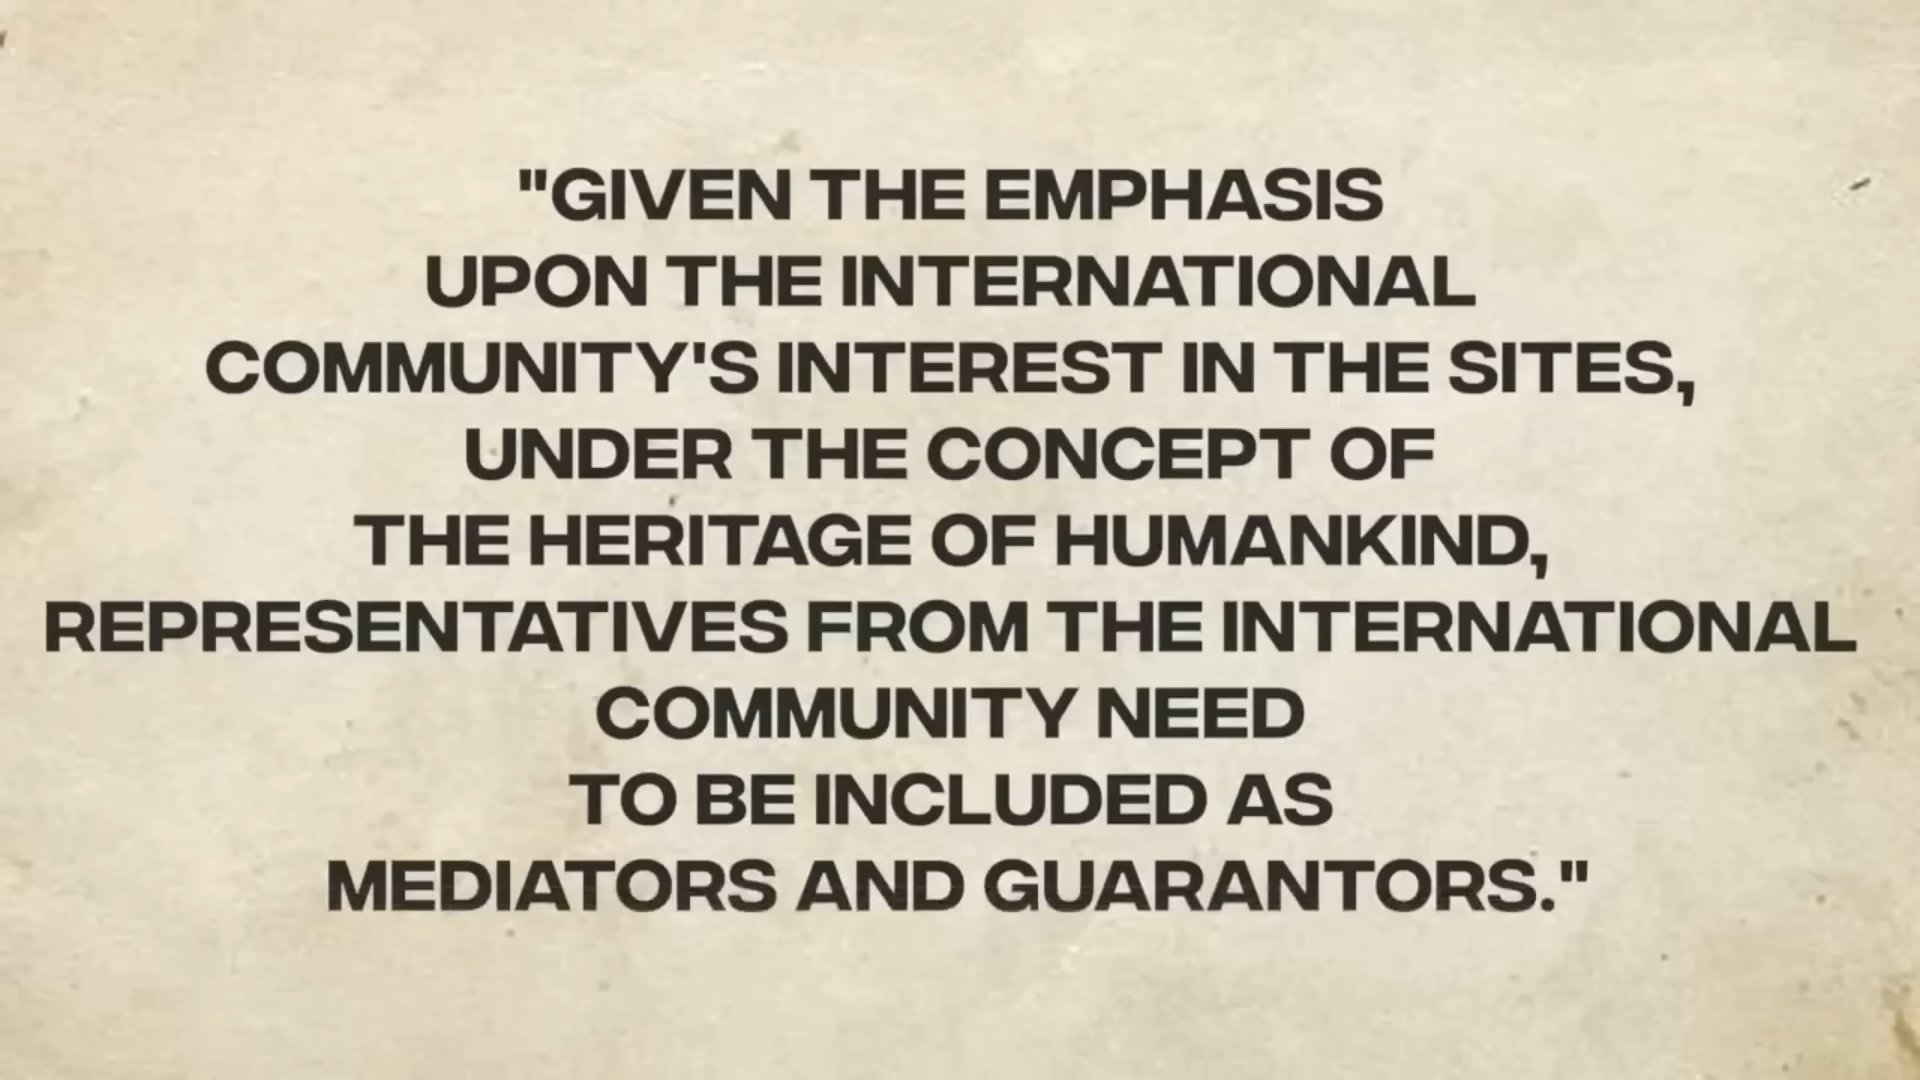 "GIVEN THE EMPHASIS
UPON THE INTERNATIONAL
COMMUNITY'S INTEREST IN THE SITES,
UNDER THE CONCEPT OF
THE HERITAGE OF HUMANKIND,
REPRESENTATIVES FROM THE INTERNATIONAL
COMMUNITY NEED
TO BE INCLUDED AS
MEDIATORS AND GUARANTORS."